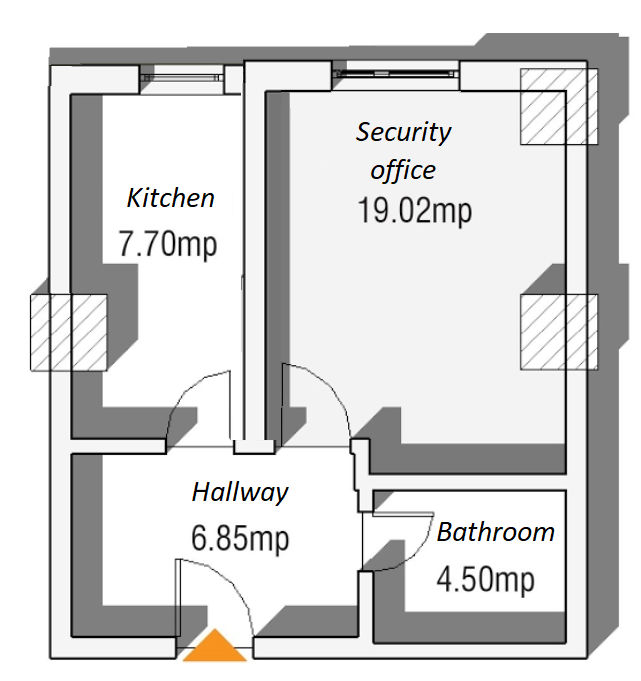 Security
office
19.02mp
Kitchen
7.70mp
Hallway
6.85mp
Bathroom
4.50mp